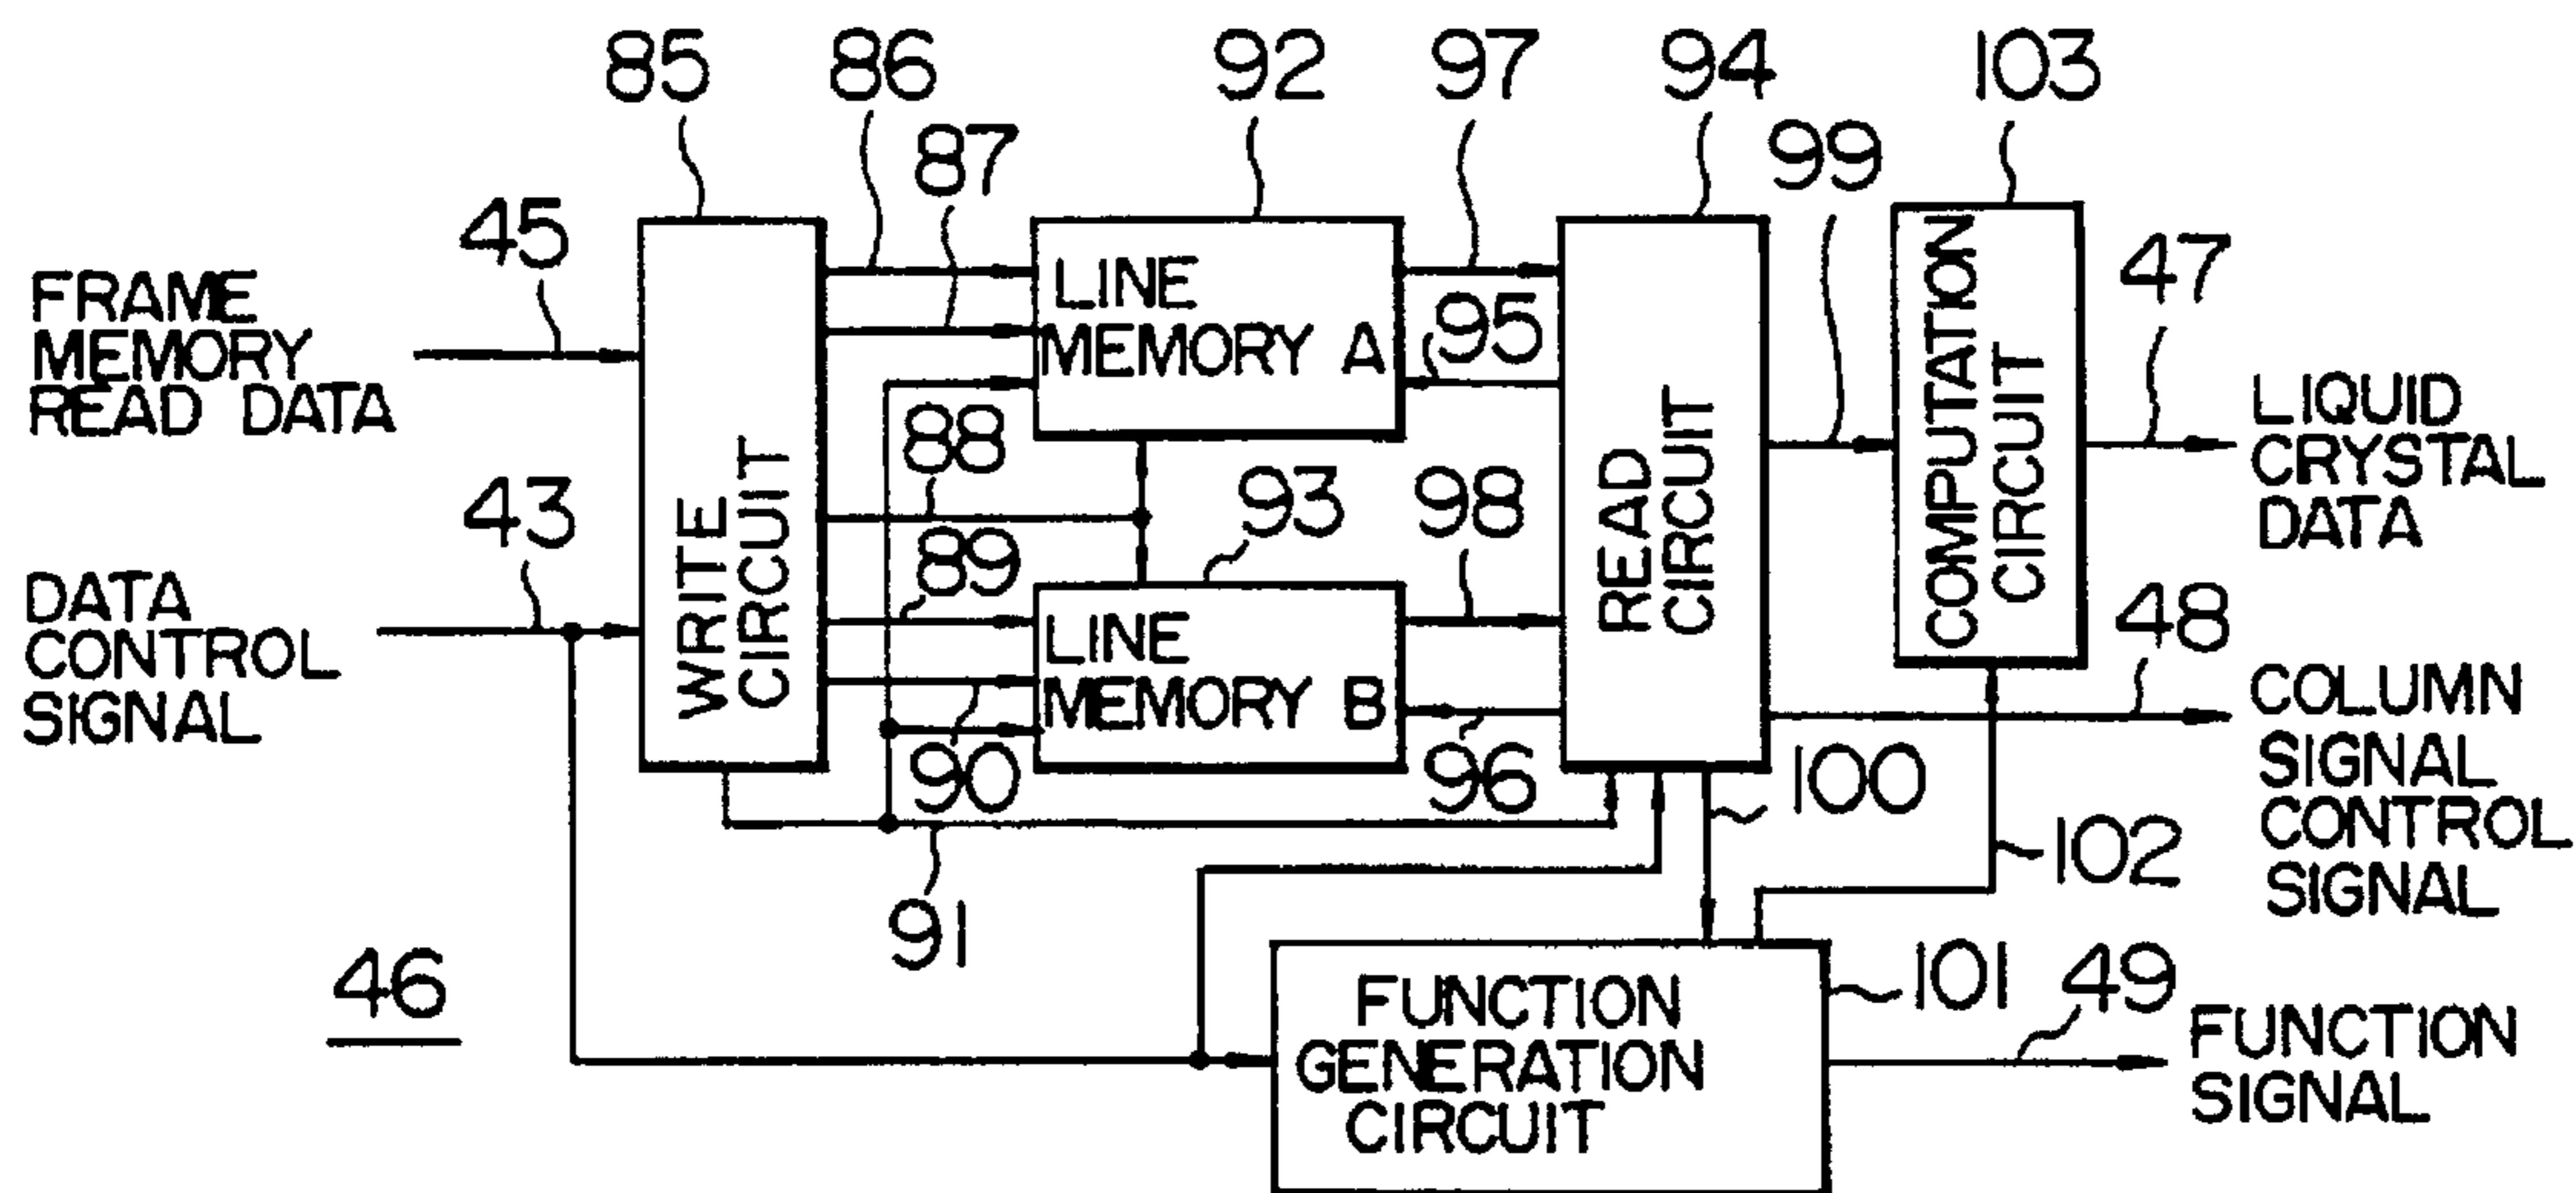 85
86
92
97
94
103
87
99
45
47
FRAME
MEMORY
READ DATA
LINE
MEMORY A
95
COMPUTATION
CIRCUIT
LIQUID
CRYSTAL
DATA
88
43
WRITE
CIRCUIT
93
98
READ
CIRCUIT
89
48
DATA
CONTROL
SIGNAL
LINE
MEMORY B
COLUMN
SIGNAL
CONTROL
SIGNAL
90
96
100
102
91
46
101
49
FUNCTION
GENERATION
CIRCUIT
FUNCTION
SIGNAL